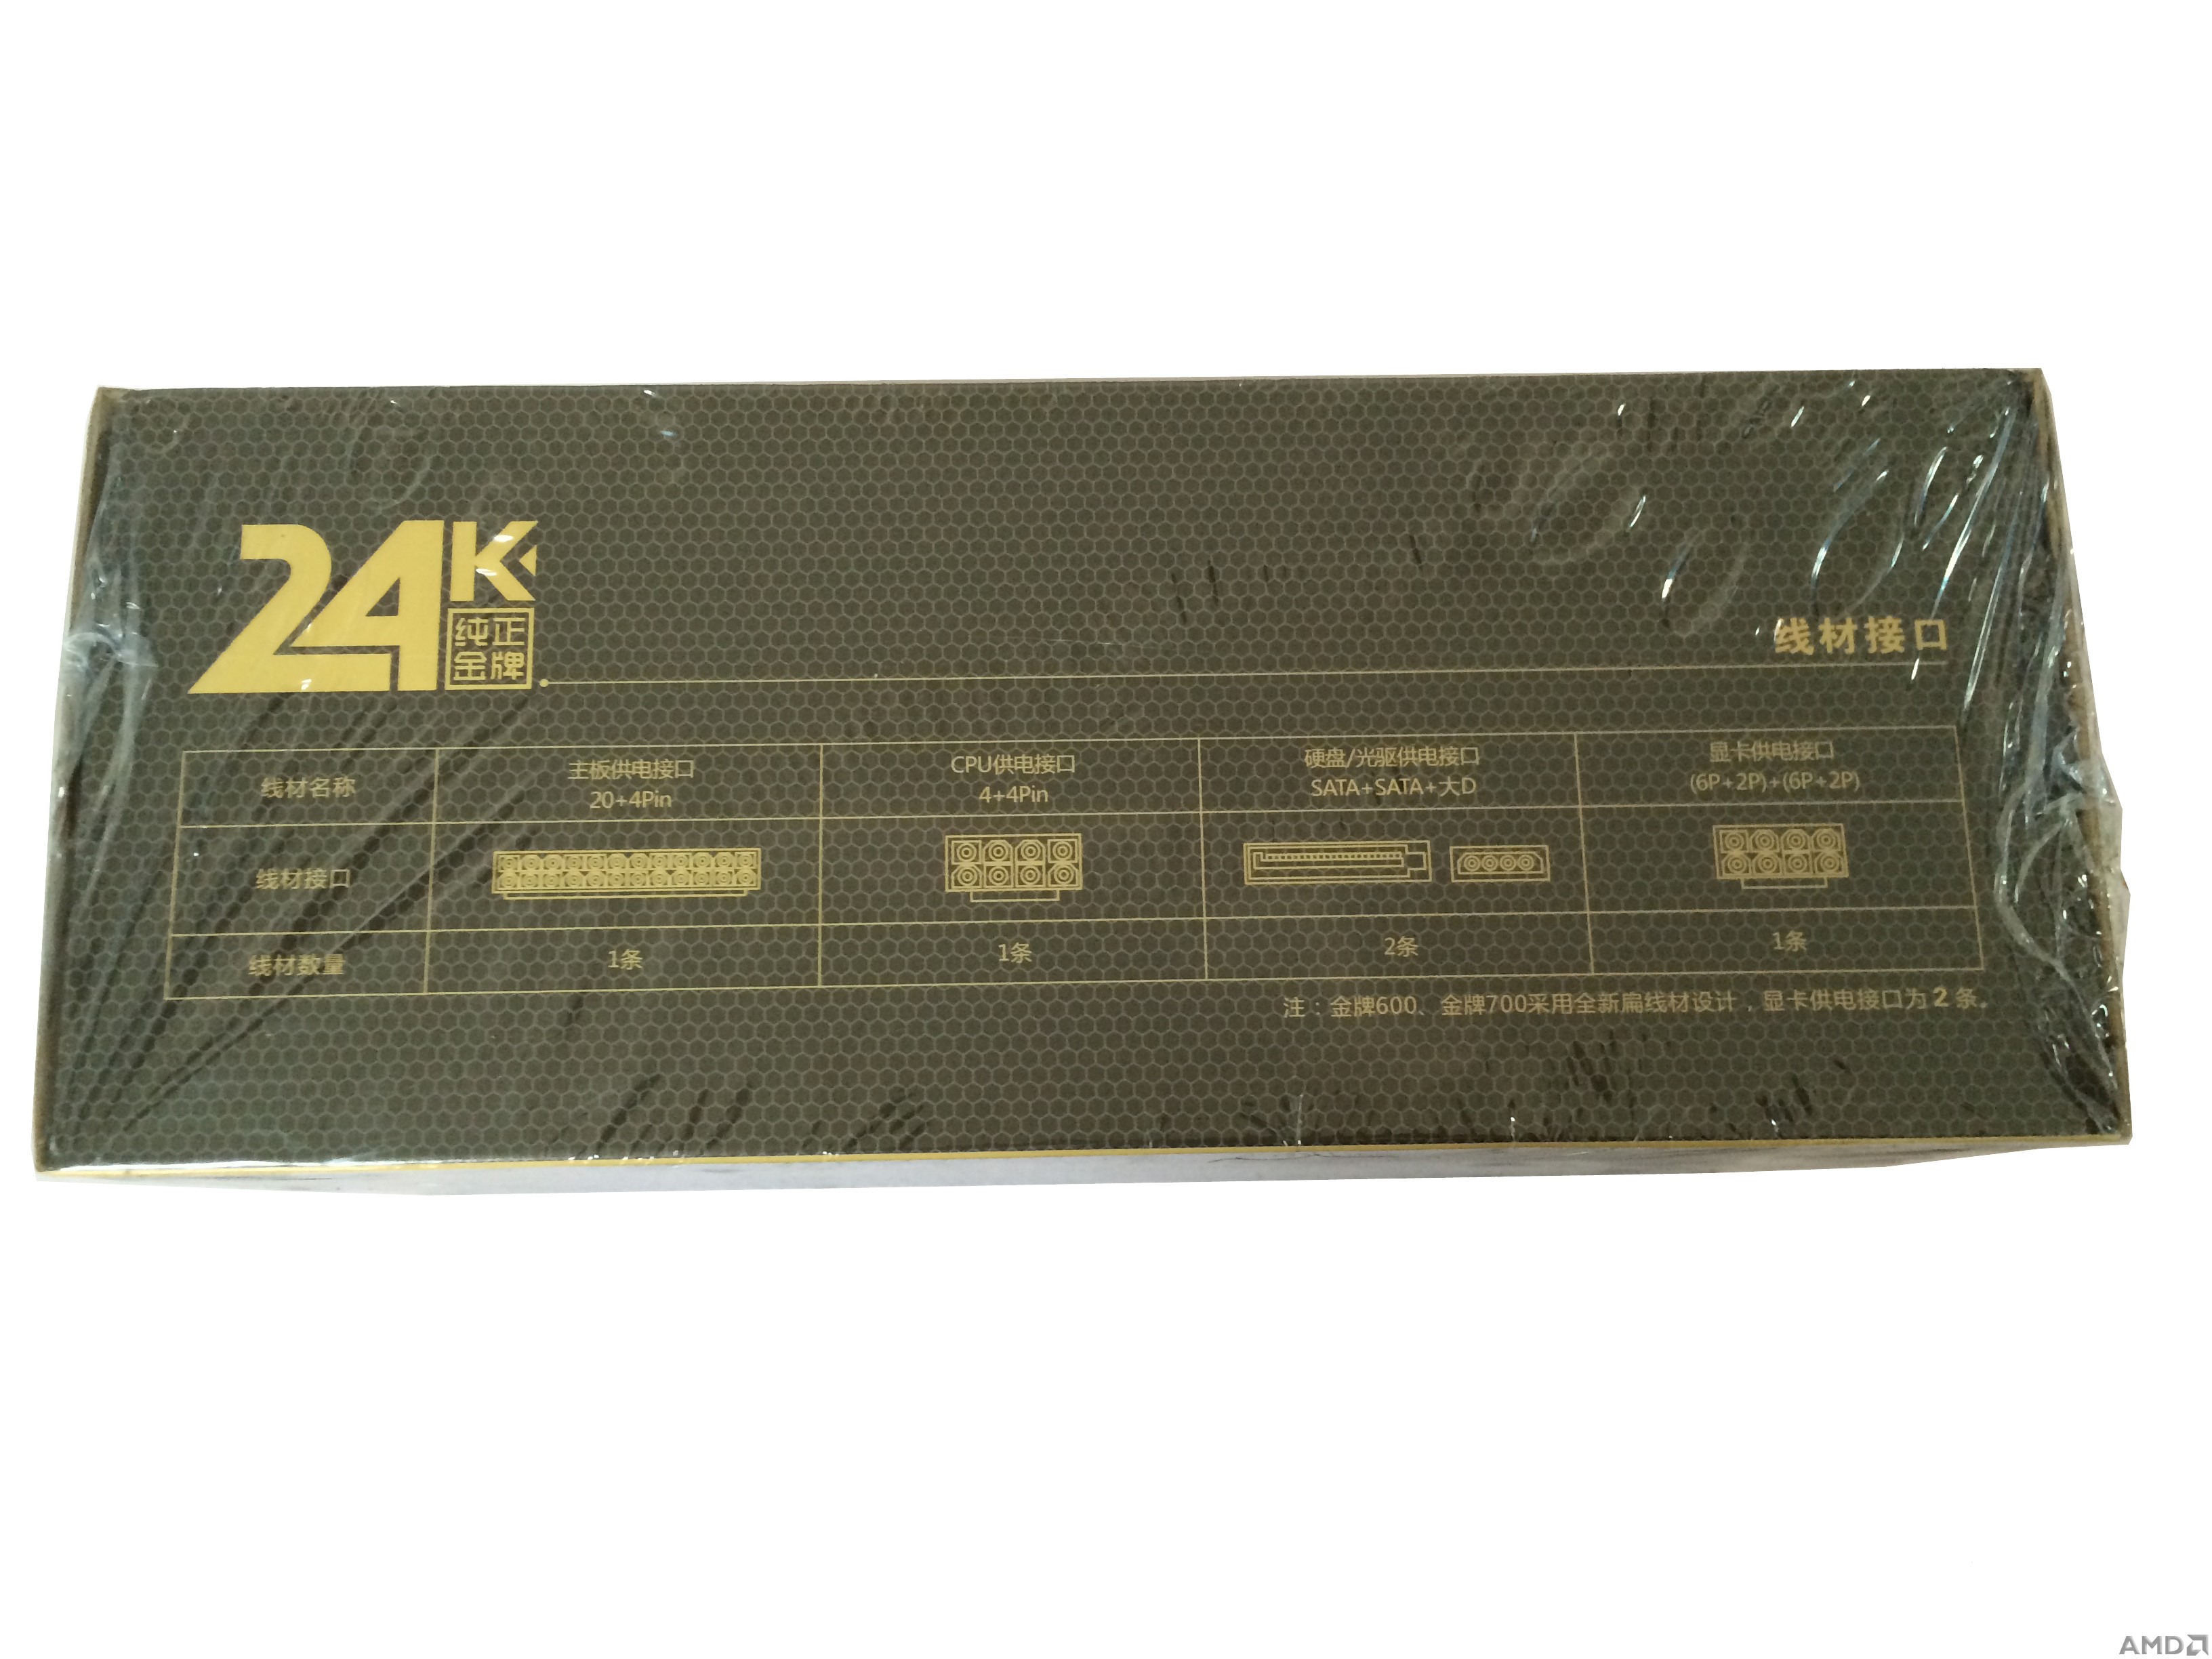 24K
纯正
金牌
线材接口
线材名称
主板供电接口
20+4Pin
CPU供电接口
4+4Pin
硬盘/光驱供电接口
SATA+SATA+大D
显卡供电接口
(6P+2P)+(6P+2P)
线材接口
线材数量
1条
1条
2条
1条
注：金牌600、金牌700采用全新扁线材设计，显卡供电接口为2条。
AMD